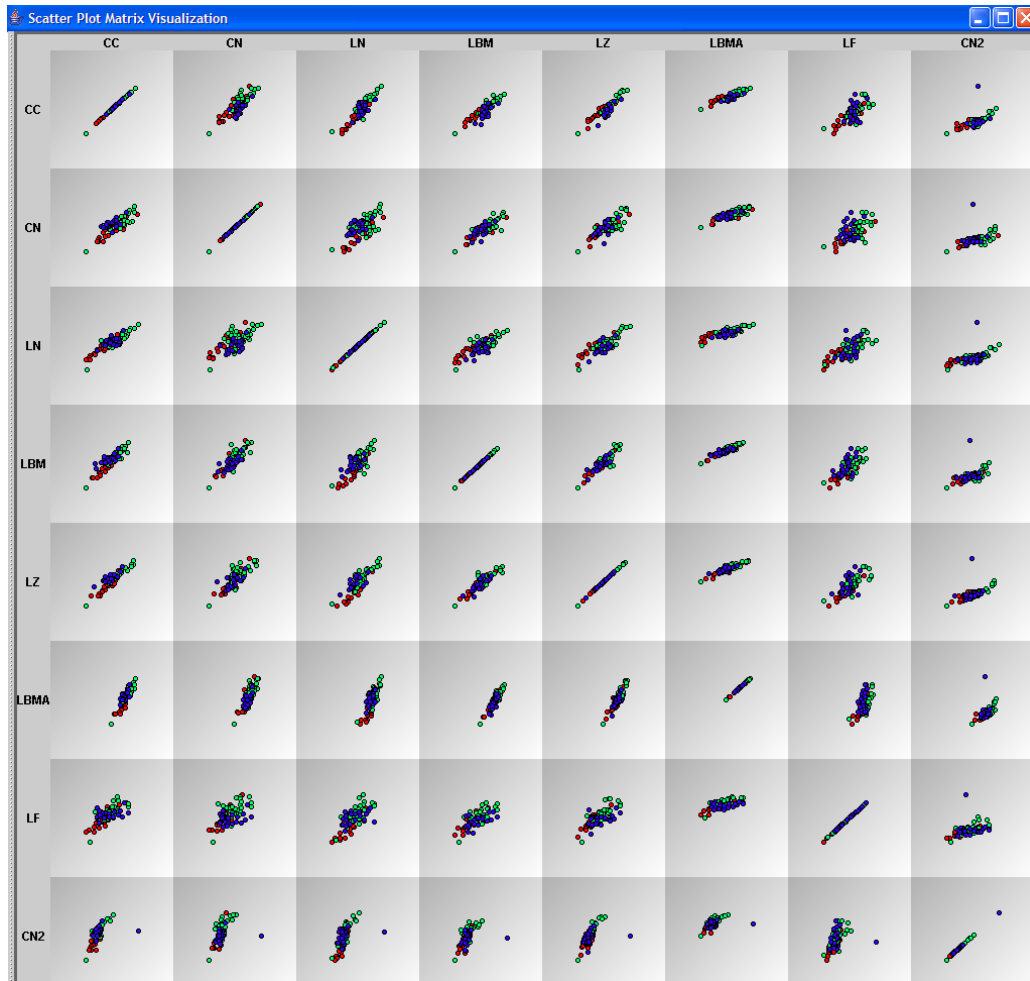 Scatter Plot Matrix Visualization
CC CN LN LBM LZ LBMA LF CN2
CC
CN
LN
LBM
LZ
LBMA
LF
CN2